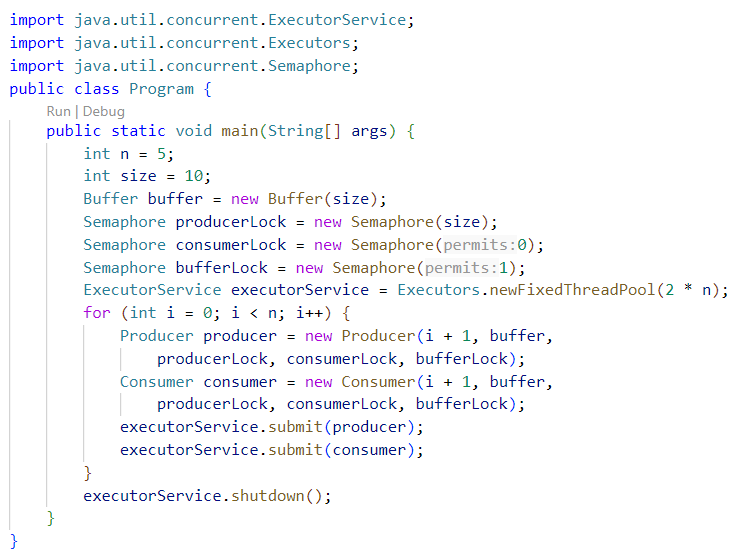 import java.util.concurrent.ExecutorService;
import java.util.concurrent.Executors;
import java.util.concurrent.Semaphore;
public class Program {
Run | Debug
public static void main(String[] args) {
int n = 5;
int size = 10;
Buffer buffer = new Buffer(size);
Semaphore producerLock = new Semaphore(size);
Semaphore consumerLock = new Semaphore(permits:0);
Semaphore bufferLock = new Semaphore(permits:1);
ExecutorService executorService = Executors.newFixedThreadPool(2 * n);
for (int i = 0; i < n; i++) {
Producer producer = new Producer(i + 1, buffer,
producerLock, consumerLock, bufferLock);
Consumer consumer = new Consumer(i + 1, buffer,
producerLock, consumerLock, bufferLock);
executorService.submit(producer);
executorService.submit(consumer);
}
executorService.shutdown();
}
}